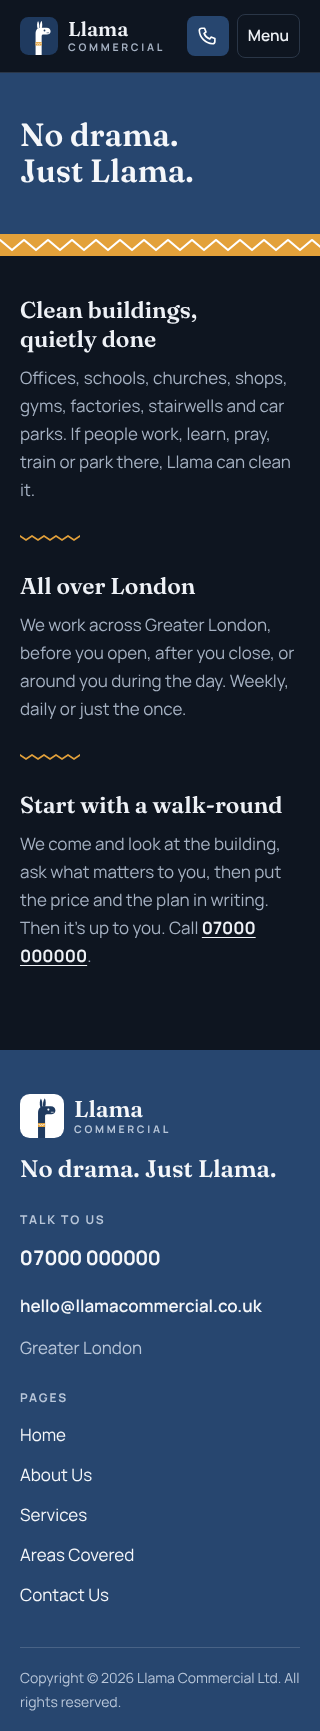 Llama
COMMERCIAL
Menu
No drama.
Just Llama.
Clean buildings,
quietly done
Offices, schools, churches, shops,
gyms, factories, stairwells and car
parks. If people work, learn, pray,
train or park there, Llama can clean
it.
All over London
We work across Greater London,
before you open, after you close, or
around you during the day. Weekly,
daily or just the once.
Start with a walk-round
We come and look at the building,
ask what matters to you, then put
the price and the plan in writing.
Then it's up to you. Call 07000
000000.
Llama
COMMERCIAL
No drama. Just Llama.
TALK TO US
07000 000000
hello@llamacommercial.co.uk
Greater London
PAGES
Home
About Us
Services
Areas Covered
Contact Us
Copyright © 2026 Llama Commercial Ltd. All
rights reserved.